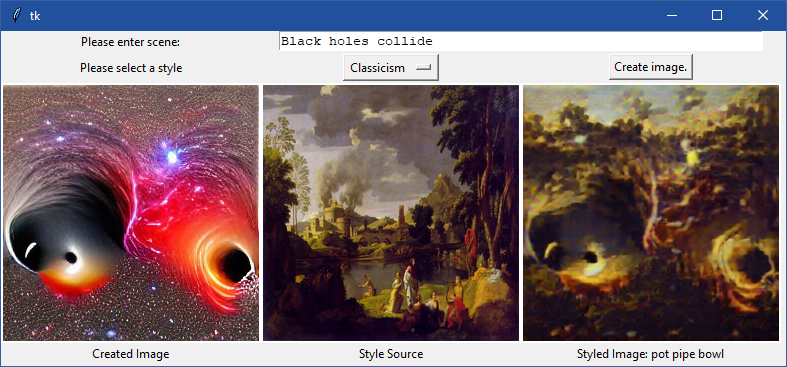 tk
Please enter scene: Black holes collide
Please select a style Classicism Create image.
Created Image Style Source Styled Image: pot pipe bowl